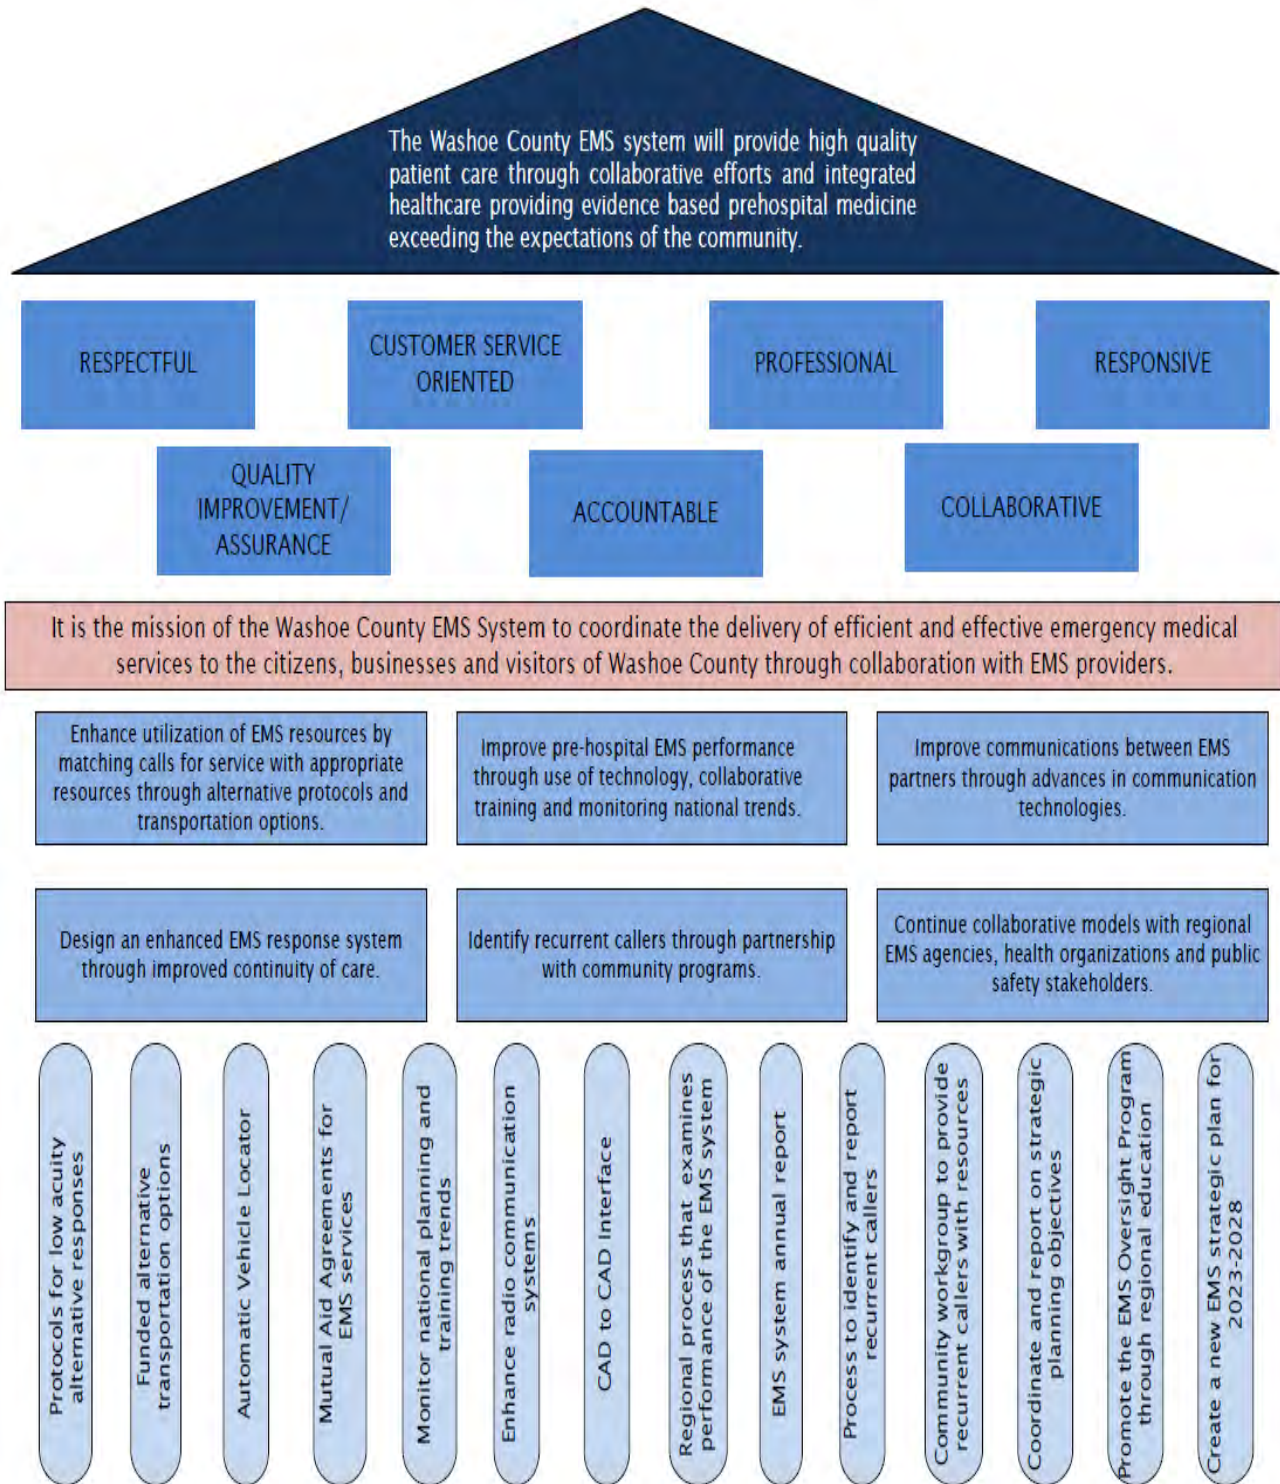 The Washoe County EMS system will provide high quality
patient care through collaborative efforts and integrated
healthcare providing evidence based prehospital medicine
exceeding the expectations of the community.
RESPECTFUL
CUSTOMER SERVICE
ORIENTED
PROFESSIONAL
RESPONSIVE
QUALITY
IMPROVEMENT/
ASSURANCE
ACCOUNTABLE
COLLABORATIVE
It is the mission of the Washoe County EMS System to coordinate the delivery of efficient and effective emergency medical
services to the citizens, businesses and visitors of Washoe County through collaboration with EMS providers.
Enhance utilization of EMS resources by
matching calls for service with appropriate
resources through alternative protocols and
transportation options.
Improve pre-hospital EMS performance
through use of technology, collaborative
training and monitoring national trends.
Improve communications between EMS
partners through advances in communication
technologies.
Design an enhanced EMS response system
through improved continuity of care.
Identify recurrent callers through partnership
with community programs.
Continue collaborative models with regional
EMS agencies, health organizations and public
safety stakeholders.
Protocols for low acuity
alternative responses
Funded alternative
transportation options
Automatic Vehicle Locator
Mutual Aid Agreements for
EMS services
Monitor national planning and
training trends
Enhance radio communication
systems
CAD to CAD Interface
Regional process that examines
performance of the EMS system
EMS system annual report
Process to identify and report
recurrent callers
Community workgroup to provide
recurrent callers with resources
Coordinate and report on strategic
planning objectives
Promote the EMS Oversight Program
through regional education
Create a new EMS strategic plan for
2023-2028